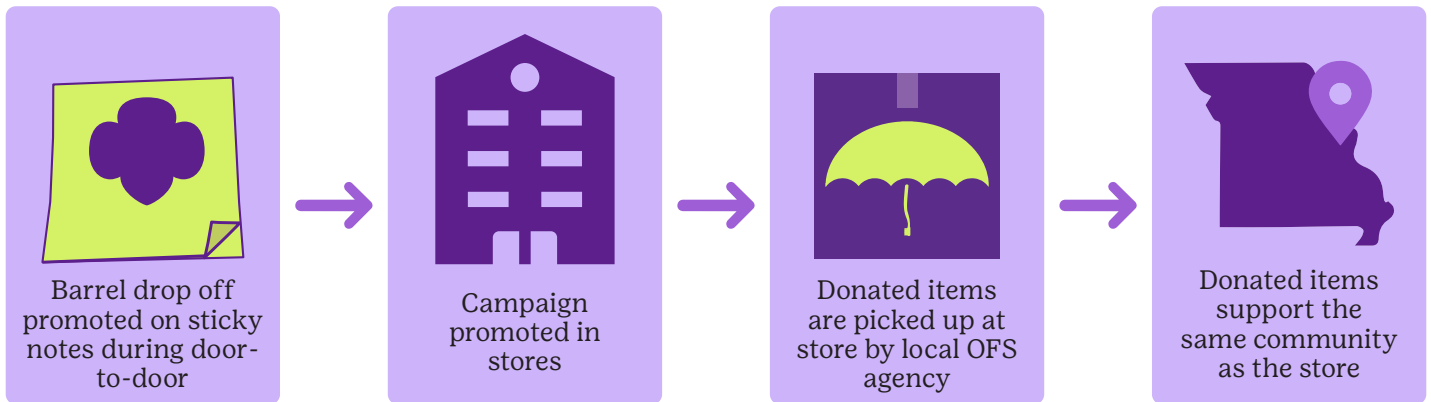 Barrel drop off
promoted on sticky
notes during door-
to-door
Campaign
promoted in
stores
Donated items
are picked up at
store by local OFS
agency
Donated items
support the
same community
as the store